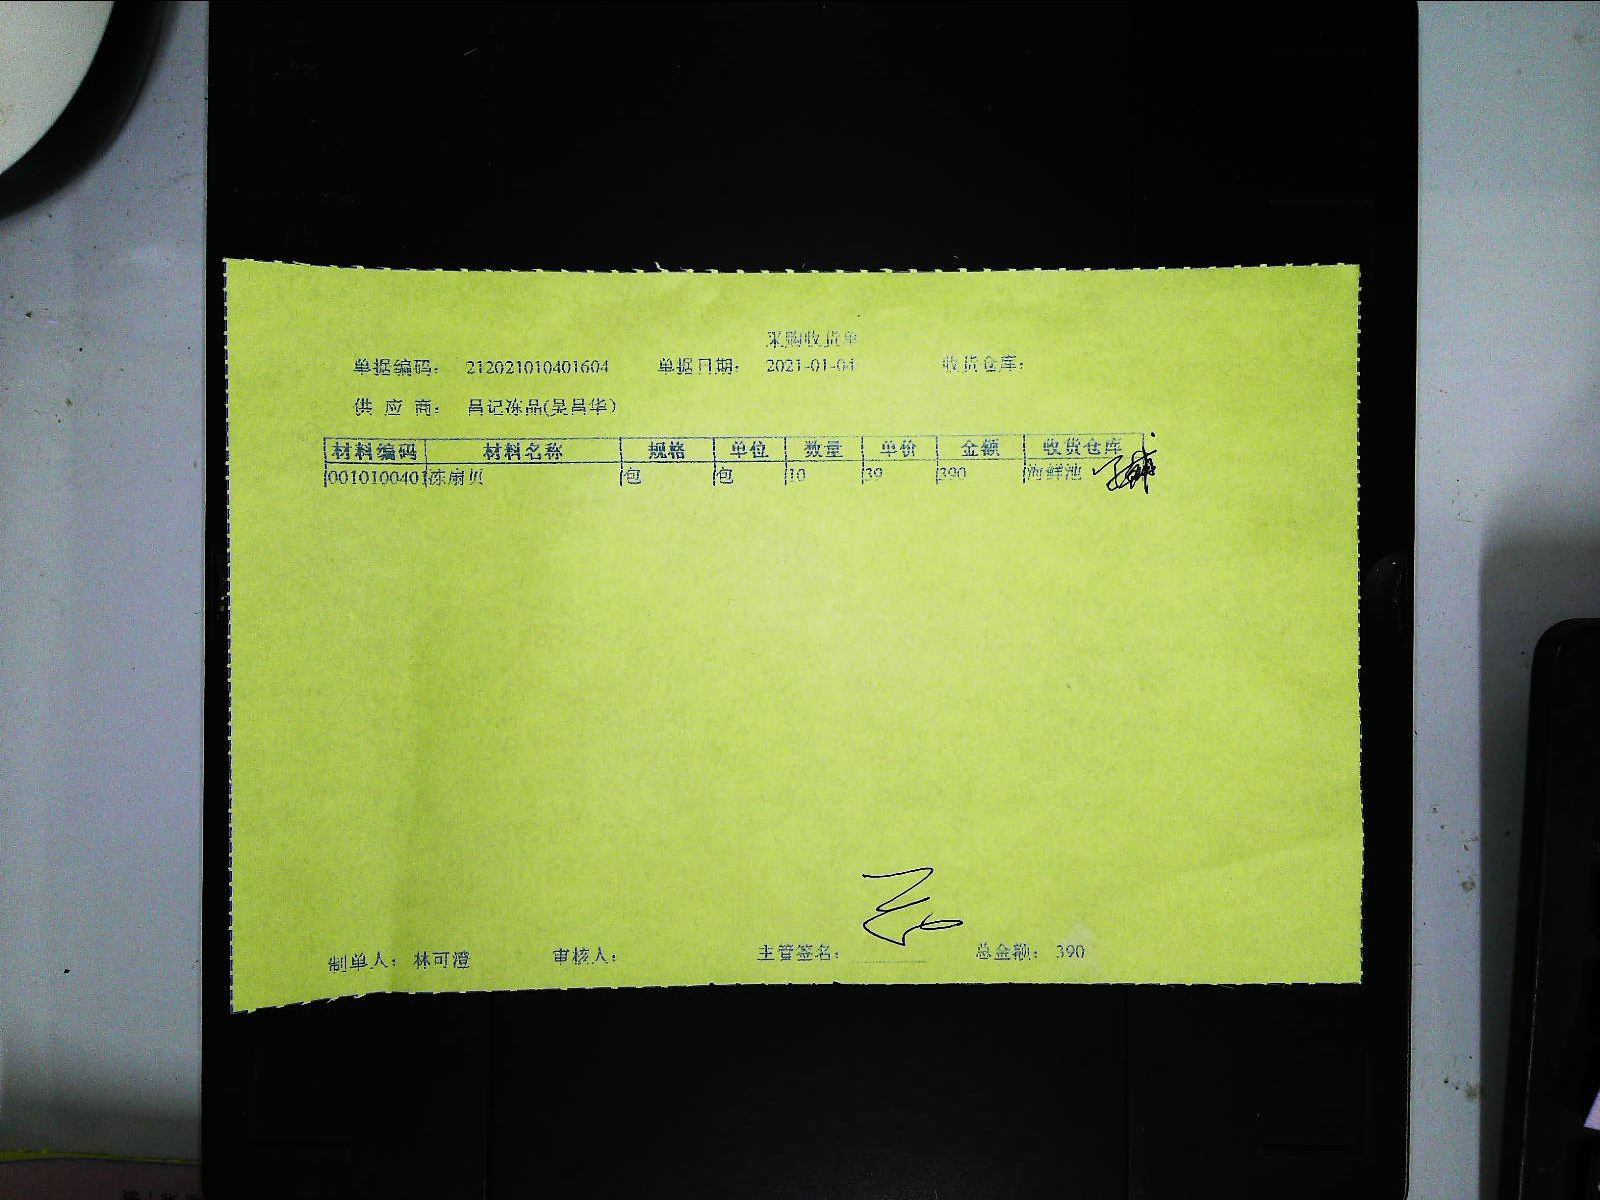 采购收货单
单据编码： 212021010401604 单据日期： 2021-01-04 收货仓库：
供 应 商： 昌记冻品(吴昌华)
材料编码 材料名称 规格 单位 数量 单价 金额 收货仓库
0010100401 冻扇贝 包 包 10 39 390 海鲜池
制单人：林可澄 审核人： 主管签名： 总金额： 390